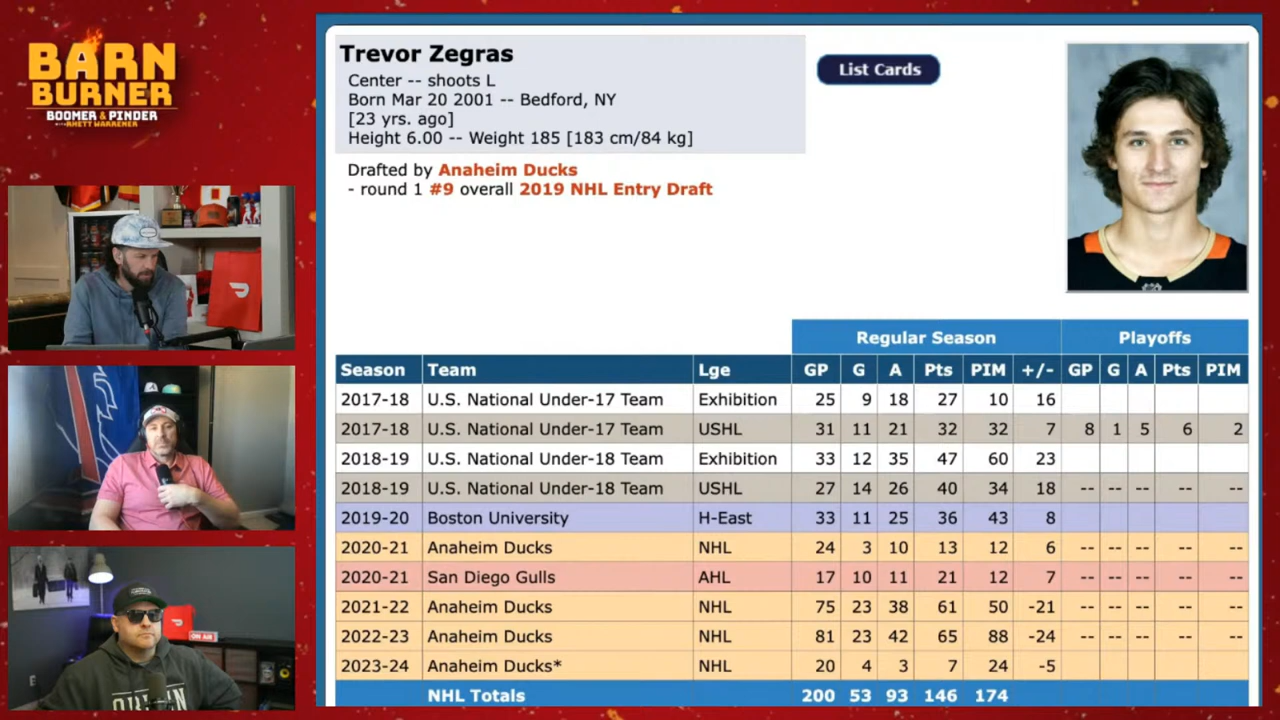 BARN
BURNER
BOOMER & PINDER
WITH RHETT WARRENER
Trevor Zegras
Center -- shoots L
Born Mar 20 2001 -- Bedford, NY
[23 yrs. ago]
Height 6.00 -- Weight 185 [183 cm/84 kg]
List Cards
Drafted by Anaheim Ducks
- round 1 #9 overall 2019 NHL Entry Draft
Regular Season Playoffs
Season Team Lge GP G A Pts PIM +/- GP G A Pts PIM
2017-18 U.S. National Under-17 Team Exhibition 25 9 18 27 10 16
2017-18 U.S. National Under-17 Team USHL 31 11 21 32 32 7 8 1 5 6 2
2018-19 U.S. National Under-18 Team Exhibition 33 12 35 47 60 23
2018-19 U.S. National Under-18 Team USHL 27 14 26 40 34 18 -- -- -- -- --
2019-20 Boston University H-East 33 11 25 36 43 8 -- -- -- -- --
2020-21 Anaheim Ducks NHL 24 3 10 13 12 6 -- -- -- -- --
2020-21 San Diego Gulls AHL 17 10 11 21 12 7 -- -- -- -- --
2021-22 Anaheim Ducks NHL 75 23 38 61 50 -21 -- -- -- -- --
2022-23 Anaheim Ducks NHL 81 23 42 65 88 -24 -- -- -- -- --
2023-24 Anaheim Ducks* NHL 20 4 3 7 24 -5
NHL Totals 200 53 93 146 174
ON AIR